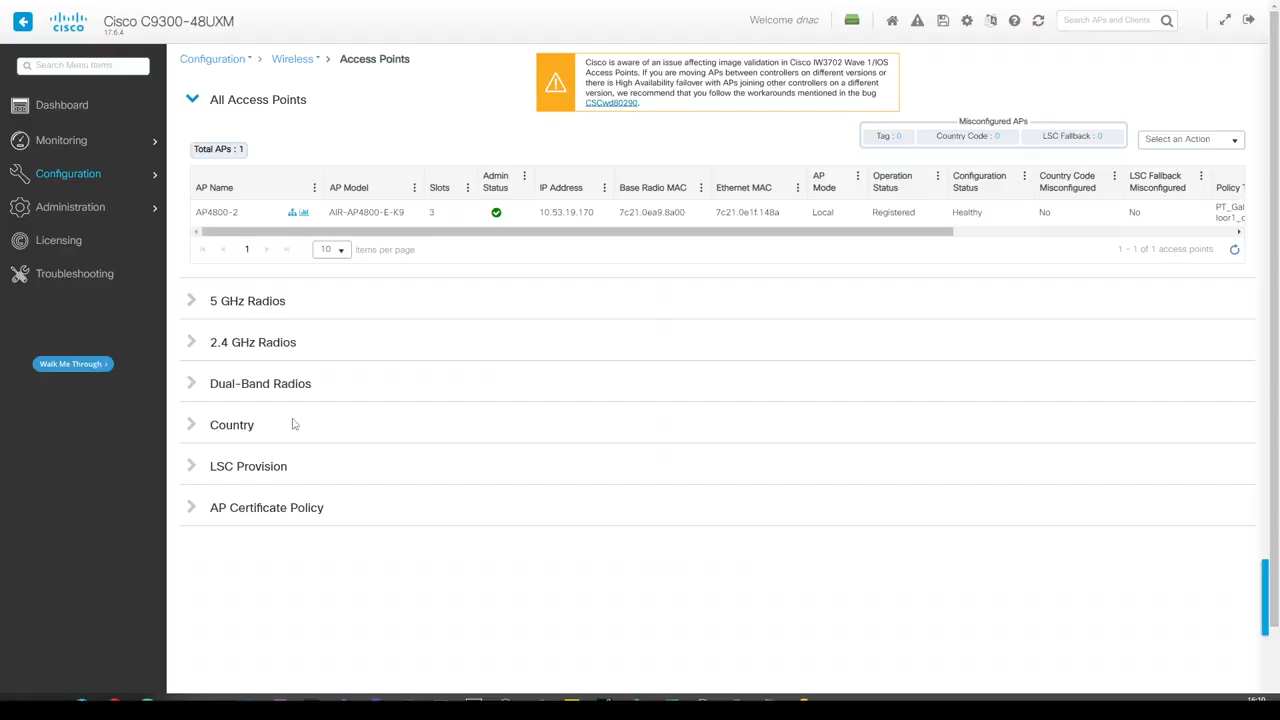 cisco
Cisco C9300-48UXM
17.6.4
Welcome dnac
Search APs and Clients
Search Menu Items
Dashboard
Monitoring
Configuration
Administration
Licensing
Troubleshooting
Walk Me Through ›
Configuration > Wireless > Access Points
Cisco is aware of an issue affecting image validation in Cisco IW3702 Wave 1/IOS
Access Points. If you are moving APs between controllers on different versions or
there is High Availability failover with APs joining other controllers on a different
version, we recommend that you follow the workarounds mentioned in the bug
CSCwd80290.
All Access Points
Misconfigured APs
Tag : 0 Country Code : 0 LSC Fallback : 0
Select an Action
Total APs : 1
AP Name AP Model Slots Admin Status IP Address Base Radio MAC Ethernet MAC AP Mode Operation Status Configuration Status Country Code Misconfigured LSC Fallback Misconfigured Policy T
AP4800-2 AIR-AP4800-E-K9 3 10.53.19.170 7c21.0ea9.8a00 7c21.0e1f.148a Local Registered Healthy No No PT_Gal
1 10 items per page 1 - 1 of 1 access points
5 GHz Radios
2.4 GHz Radios
Dual-Band Radios
Country
LSC Provision
AP Certificate Policy